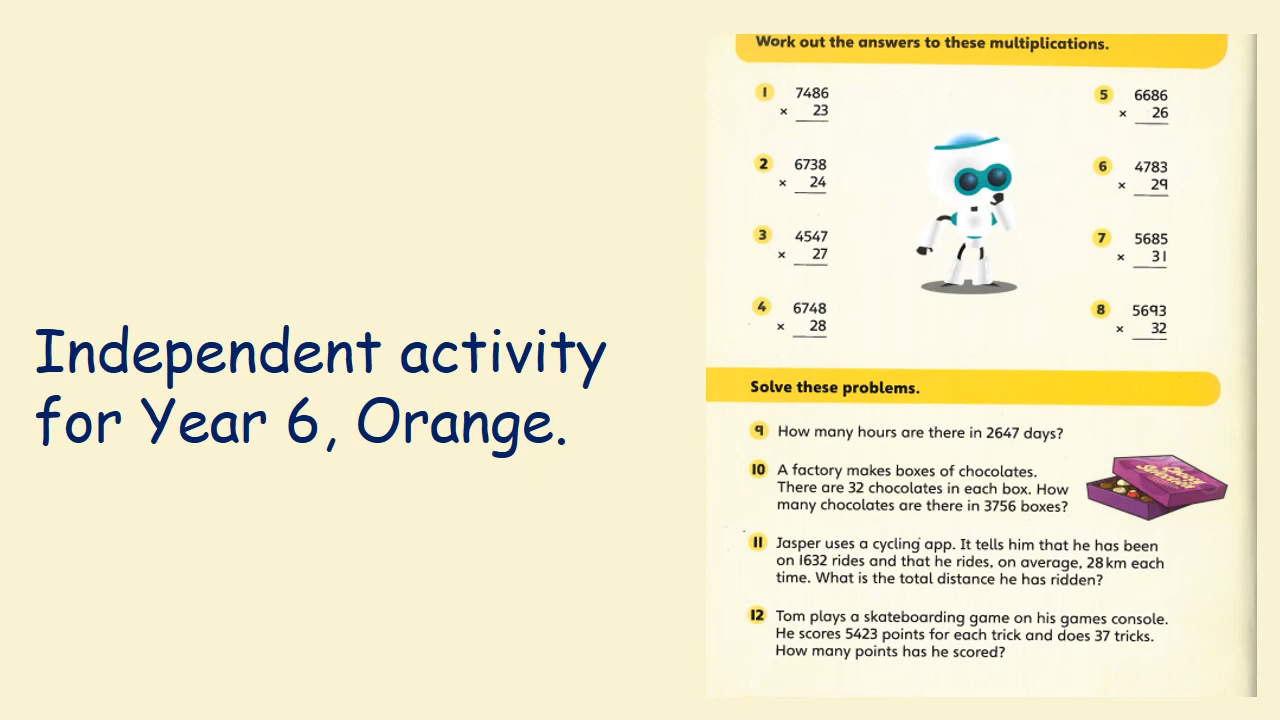 Independent activity
for Year 6, Orange.
Work out the answers to these multiplications.
1 7486
× 23
2 6738
× 24
3 4547
× 27
4 6748
× 28
5 6686
× 26
6 4783
× 29
7 5685
× 31
8 5693
× 32
Solve these problems.
9 How many hours are there in 2647 days?
10 A factory makes boxes of chocolates.
There are 32 chocolates in each box. How
many chocolates are there in 3756 boxes?
Choccy
Selection
11 Jasper uses a cycling app. It tells him that he has been
on 1632 rides and that he rides, on average, 28 km each
time. What is the total distance he has ridden?
12 Tom plays a skateboarding game on his games console.
He scores 5423 points for each trick and does 37 tricks.
How many points has he scored?